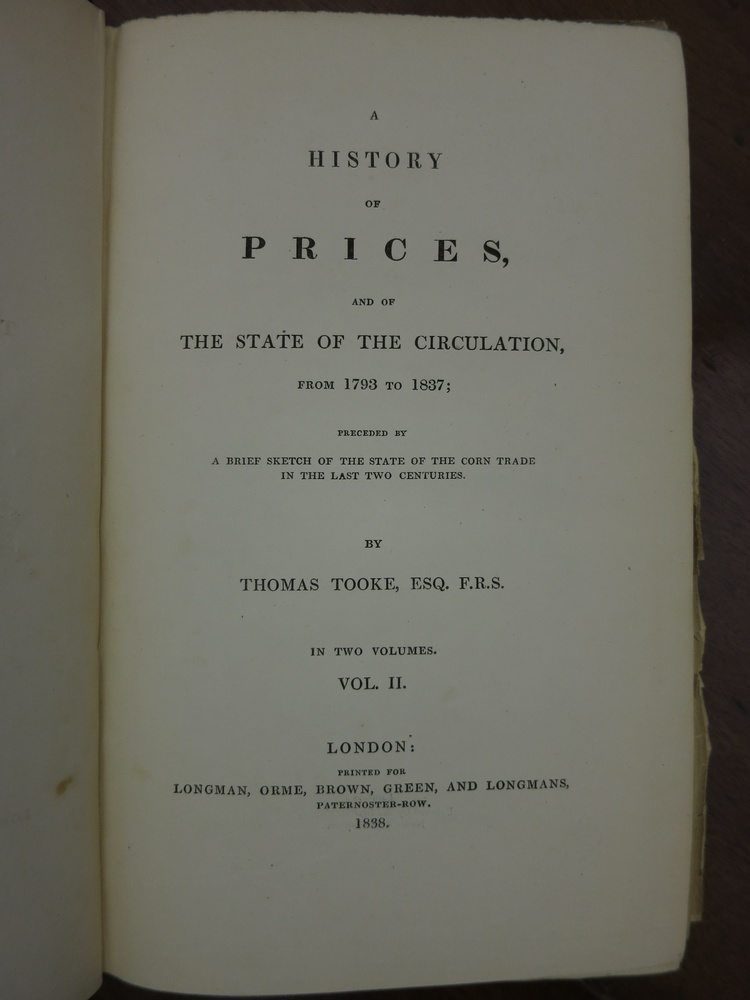 A
HISTORY
OF
PRICES,
AND OF
THE STATE OF THE CIRCULATION,
FROM 1793 TO 1837;
PRECEDED BY
A BRIEF SKETCH OF THE STATE OF THE CORN TRADE
IN THE LAST TWO CENTURIES.
BY
THOMAS TOOKE, ESQ. F.R.S.
IN TWO VOLUMES.
VOL. II.
LONDON:
PRINTED FOR
LONGMAN, ORME, BROWN, GREEN, AND LONGMANS,
PATERNOSTER-ROW.
1838.